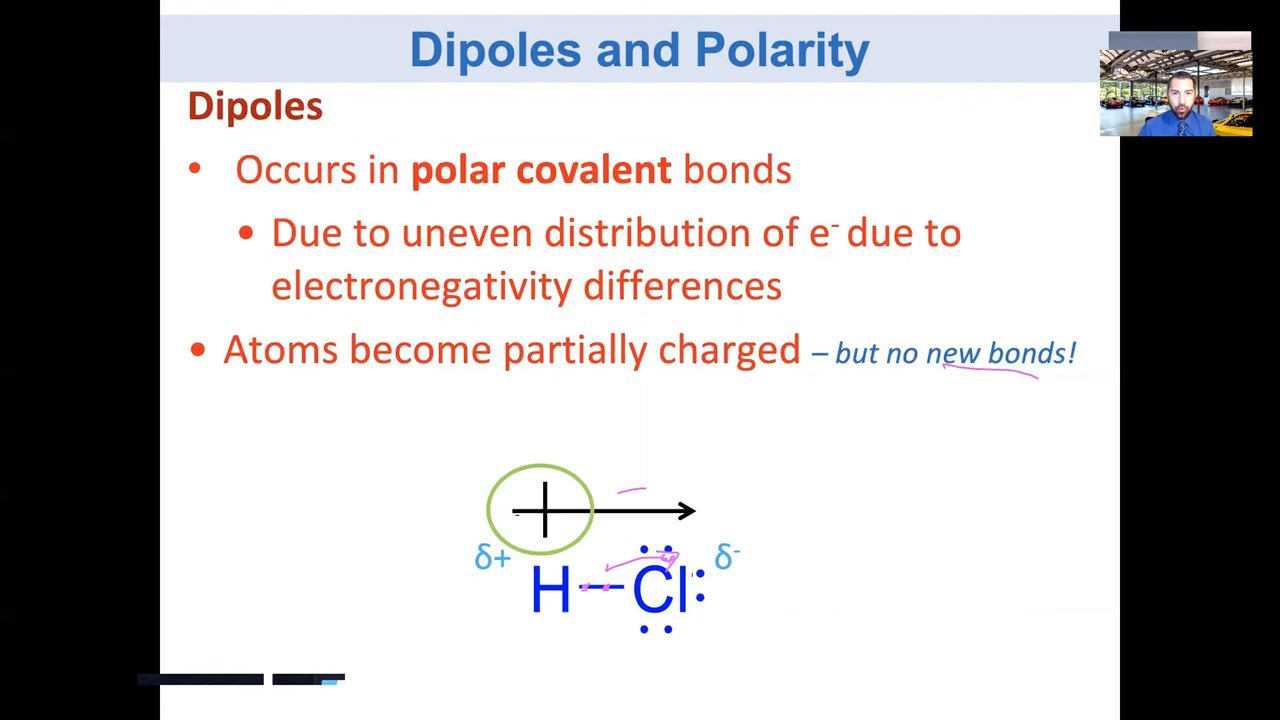 Dipoles and Polarity
Dipoles
• Occurs in polar covalent bonds
• Due to uneven distribution of e⁻ due to
electronegativity differences
• Atoms become partially charged – but no new bonds!
δ+ δ⁻
H–Cl